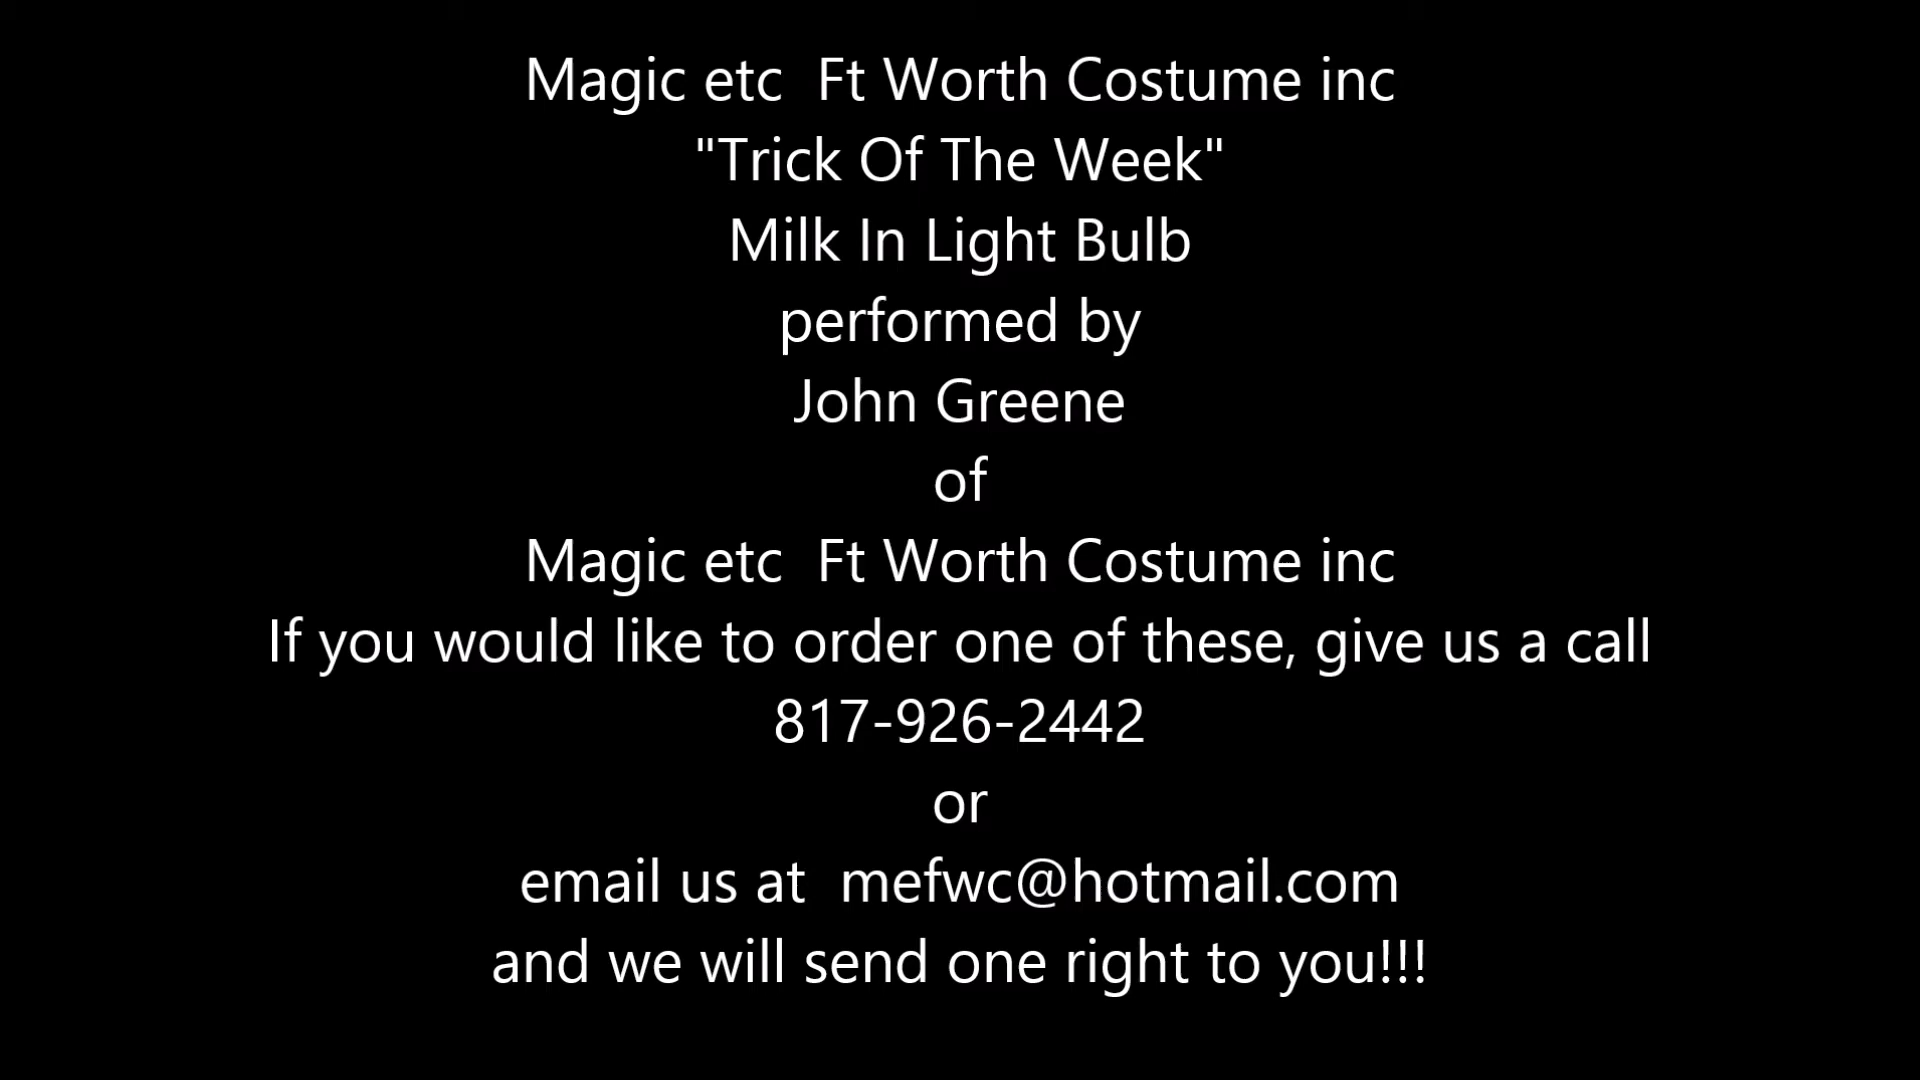 Magic etc  Ft Worth Costume inc
"Trick Of The Week"
Milk In Light Bulb
performed by
John Greene
of
Magic etc  Ft Worth Costume inc
If you would like to order one of these, give us a call
817-926-2442
or
email us at  mefwc@hotmail.com
and we will send one right to you!!!